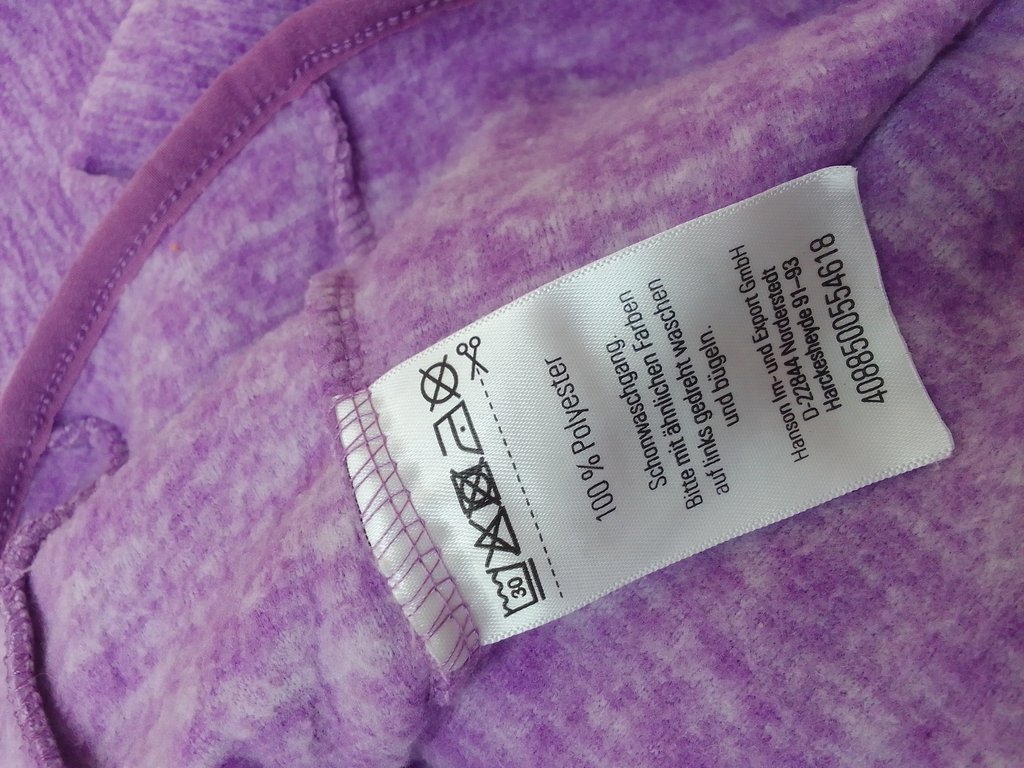 30
100 % Polyester
Schonwaschgang.
Bitte mit ähnlichen Farben
auf links gedreht waschen
und bügeln.
Hanson Im- und Export GmbH
D-22844 Norderstedt
Harckesheyde 91-93
4088500554618